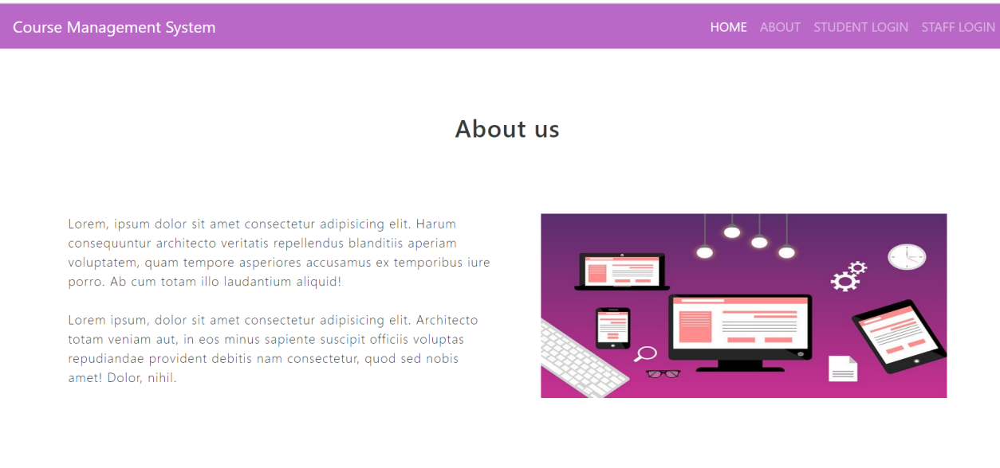 Course Management System
HOME ABOUT STUDENT LOGIN STAFF LOGIN
About us
Lorem, ipsum dolor sit amet consectetur adipisicing elit. Harum
consequuntur architecto veritatis repellendus blanditiis aperiam
voluptatem, quam tempore asperiores accusamus ex temporibus iure
porro. Ab cum totam illo laudantium aliquid!
Lorem ipsum, dolor sit amet consectetur adipisicing elit. Architecto
totam veniam aut, in eos minus sapiente suscipit officiis voluptas
repudiandae provident debitis nam consectetur, quod sed nobis
amet! Dolor, nihil.